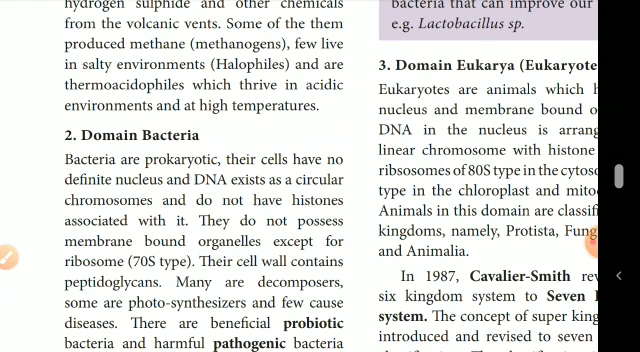 hydrogen sulphide and other chemicals
from the volcanic vents. Some of the them
produced methane (methanogens), few live
in salty environments (Halophiles) and are
thermoacidophiles which thrive in acidic
environments and at high temperatures.
2. Domain Bacteria
Bacteria are prokaryotic, their cells have no
definite nucleus and DNA exists as a circular
chromosomes and do not have histones
associated with it. They do not possess
membrane bound organelles except for
ribosome (70S type). Their cell wall contains
peptidoglycans. Many are decomposers,
some are photo-synthesizers and few cause
diseases. There are beneficial probiotic
bacteria and harmful pathogenic bacteria
bacteria that can improve our
e.g. Lactobacillus sp.
3. Domain Eukarya (Eukaryote
Eukaryotes are animals which
nucleus and membrane bound
DNA in the nucleus is
linear chromosome with histone
ribsosomes of 80S type in the
type in the chloroplast and
Animals in this domain are
kingdoms, namely, Protista,
and Animalia.
In 1987, Cavalier-Smith
six kingdom system to Seven
system. The concept of super
introduced and revised to seven